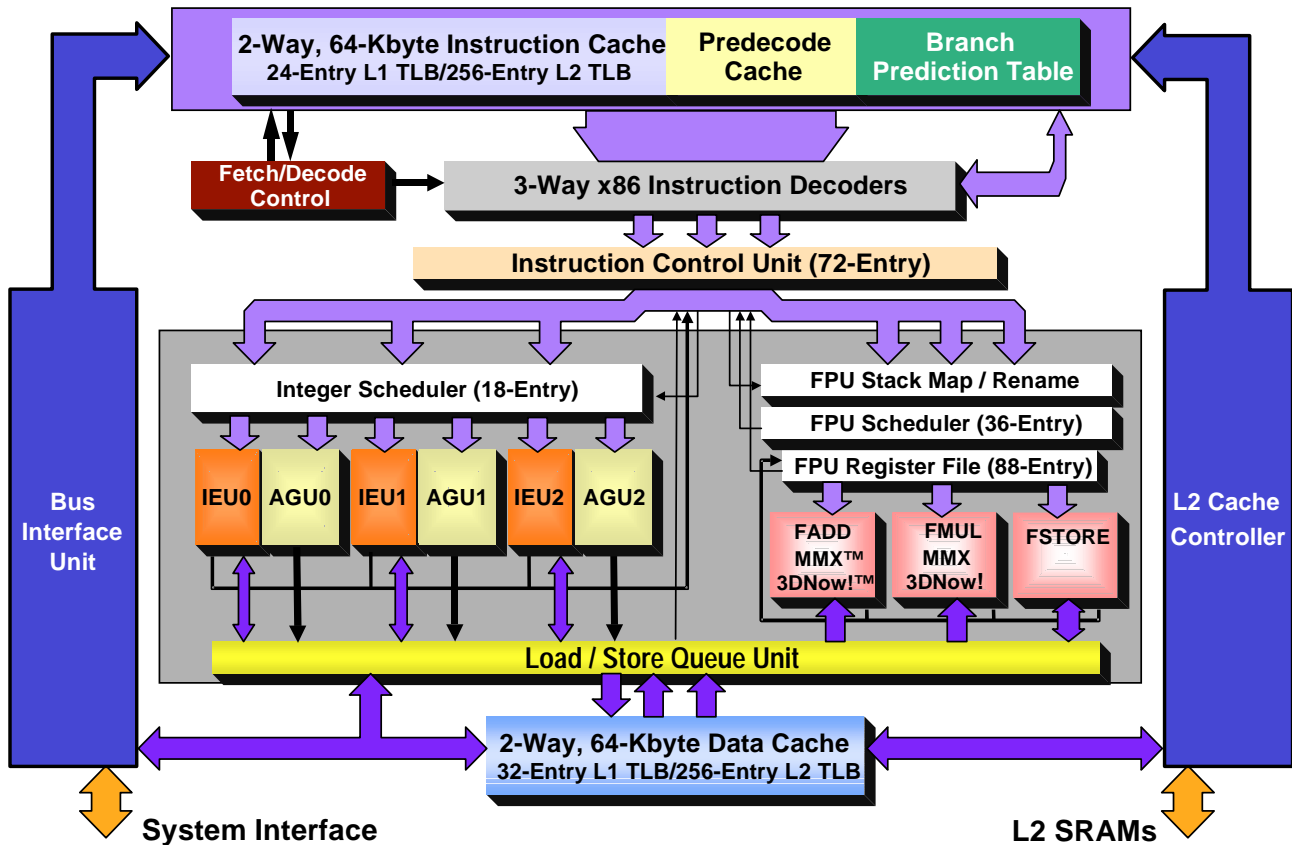 2-Way, 64-Kbyte Instruction Cache
24-Entry L1 TLB/256-Entry L2 TLB
Predecode
Cache
Branch
Prediction Table
Fetch/Decode
Control
3-Way x86 Instruction Decoders
Instruction Control Unit (72-Entry)
Bus
Interface
Unit
Integer Scheduler (18-Entry)
FPU Stack Map / Rename
FPU Scheduler (36-Entry)
FPU Register File (88-Entry)
IEU0
AGU0
IEU1
AGU1
IEU2
AGU2
FADD
MMX™
3DNow!™
FMUL
MMX
3DNow!
FSTORE
L2 Cache
Controller
Load / Store Queue Unit
2-Way, 64-Kbyte Data Cache
32-Entry L1 TLB/256-Entry L2 TLB
System Interface
L2 SRAMs